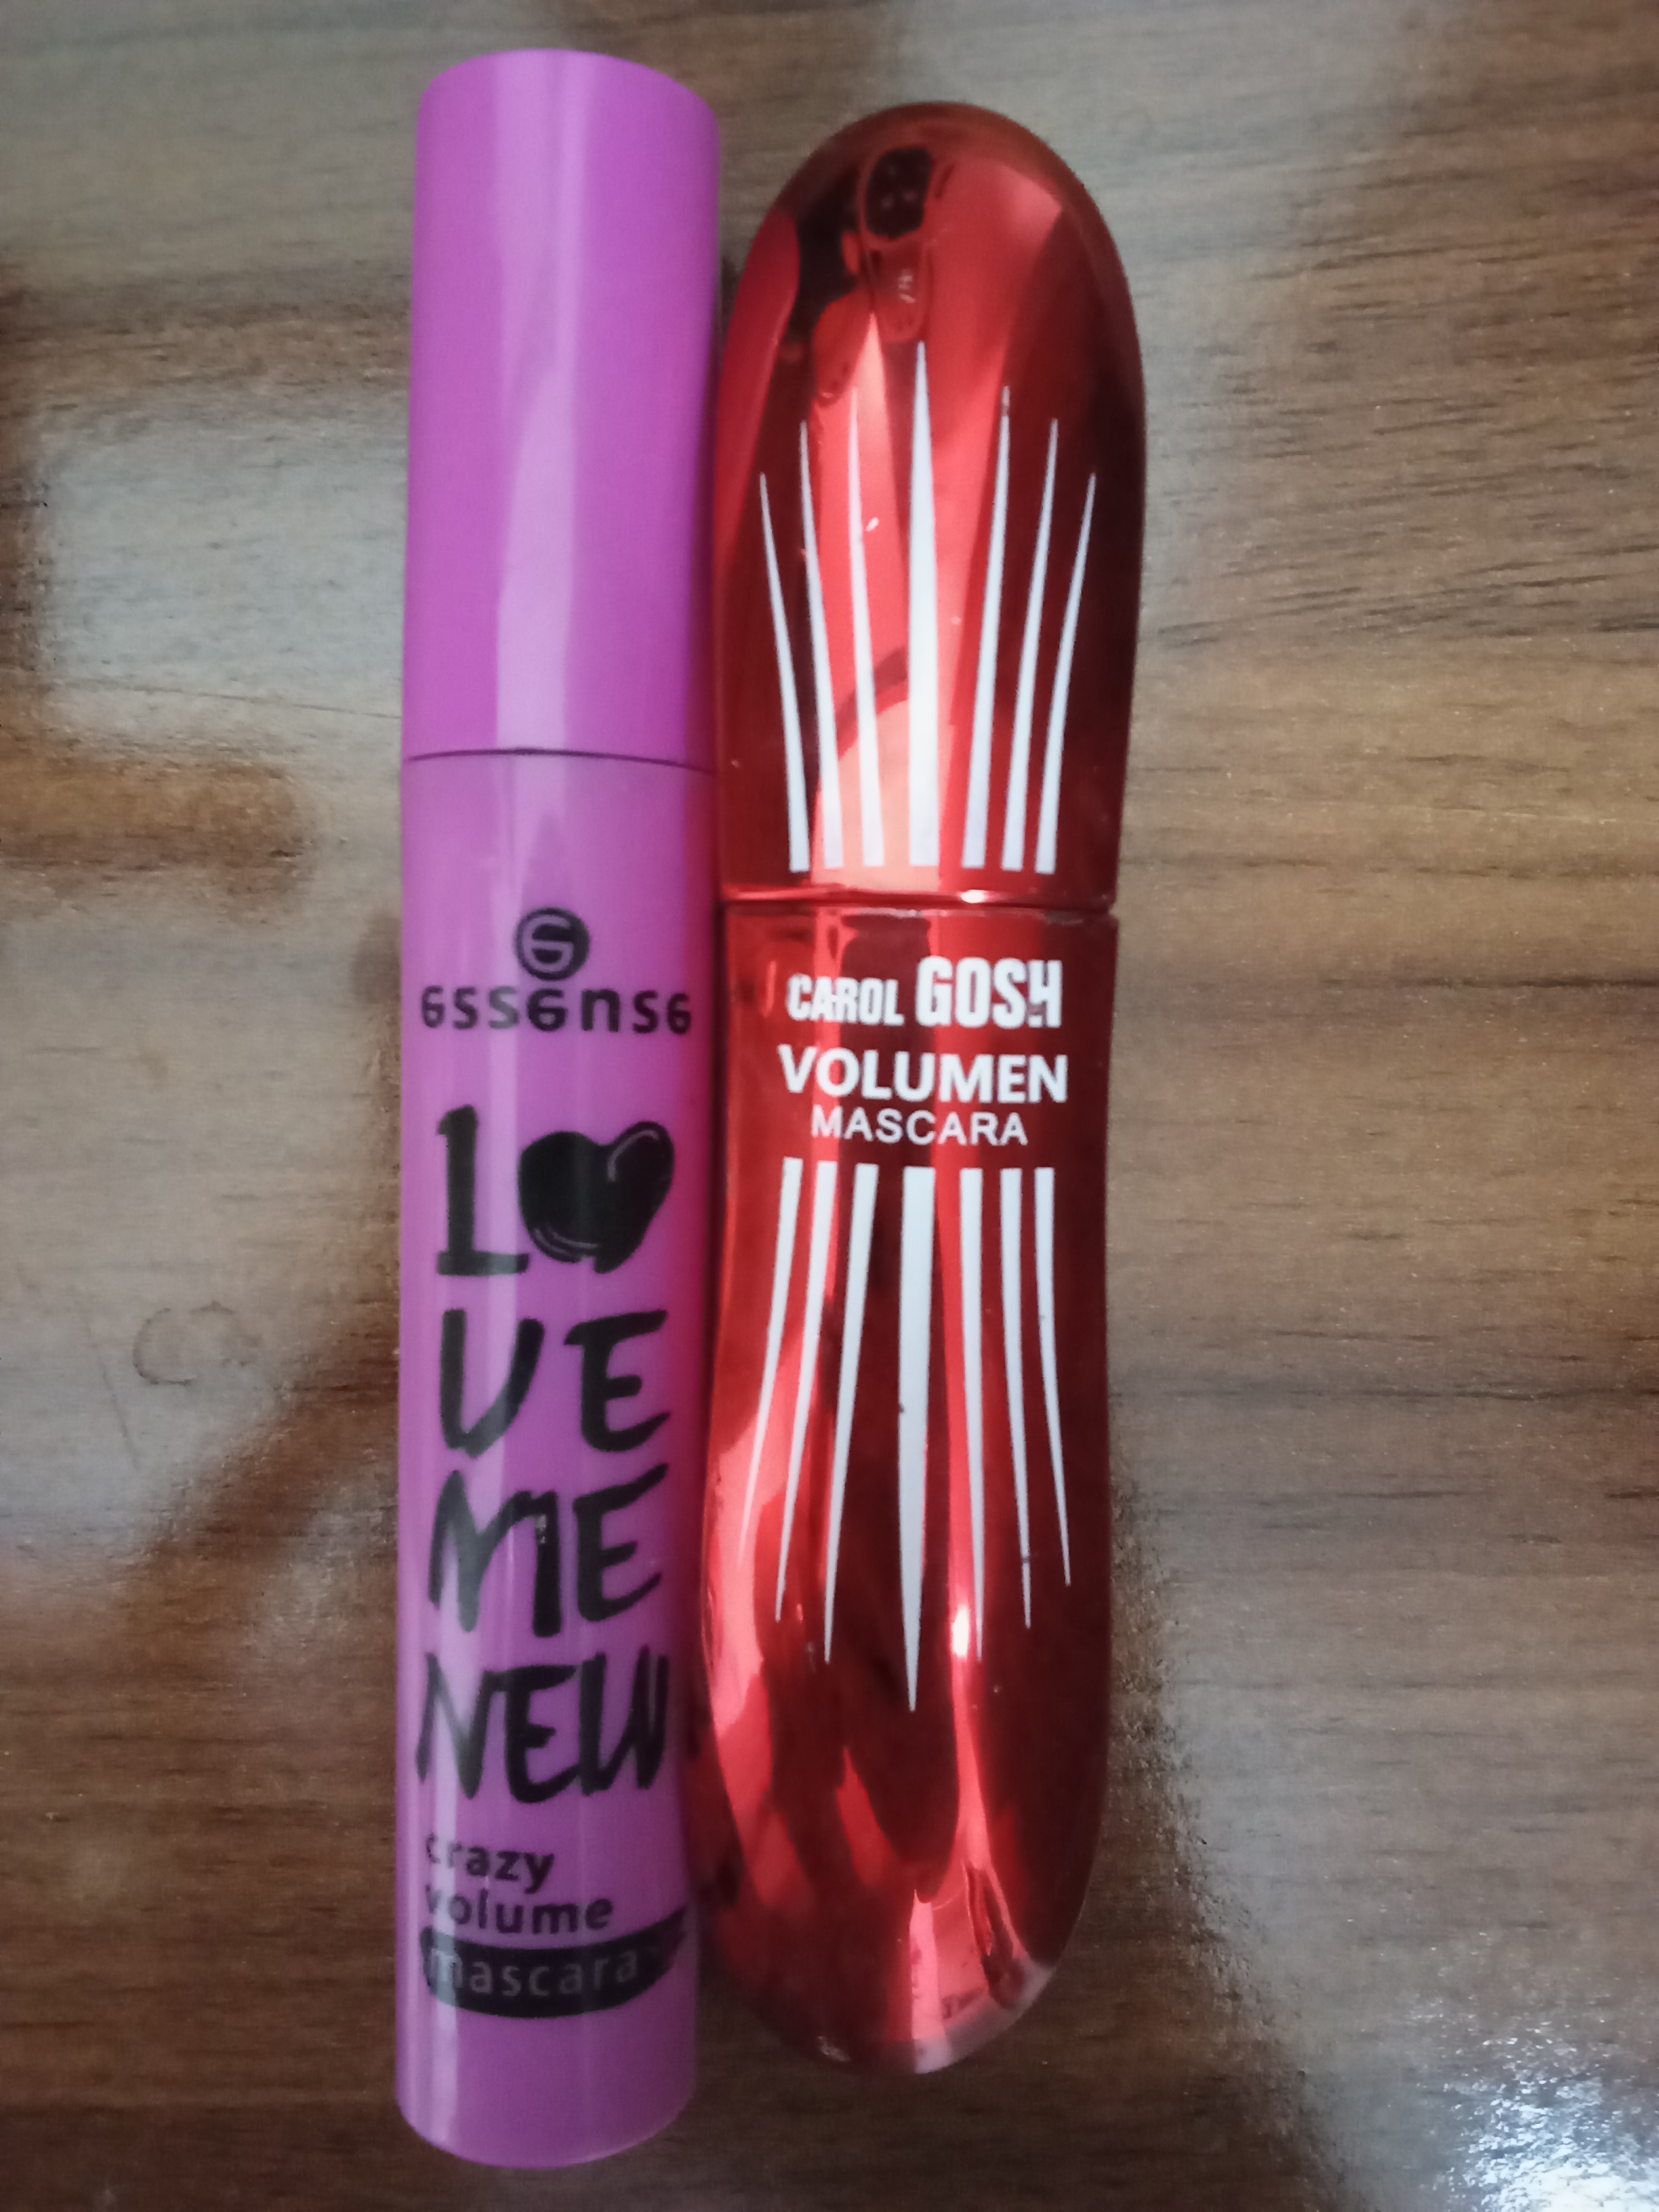 essense
LOVE
ME
NEW
crazy
volume
mascara
CAROL GOSH
VOLUMEN
MASCARA